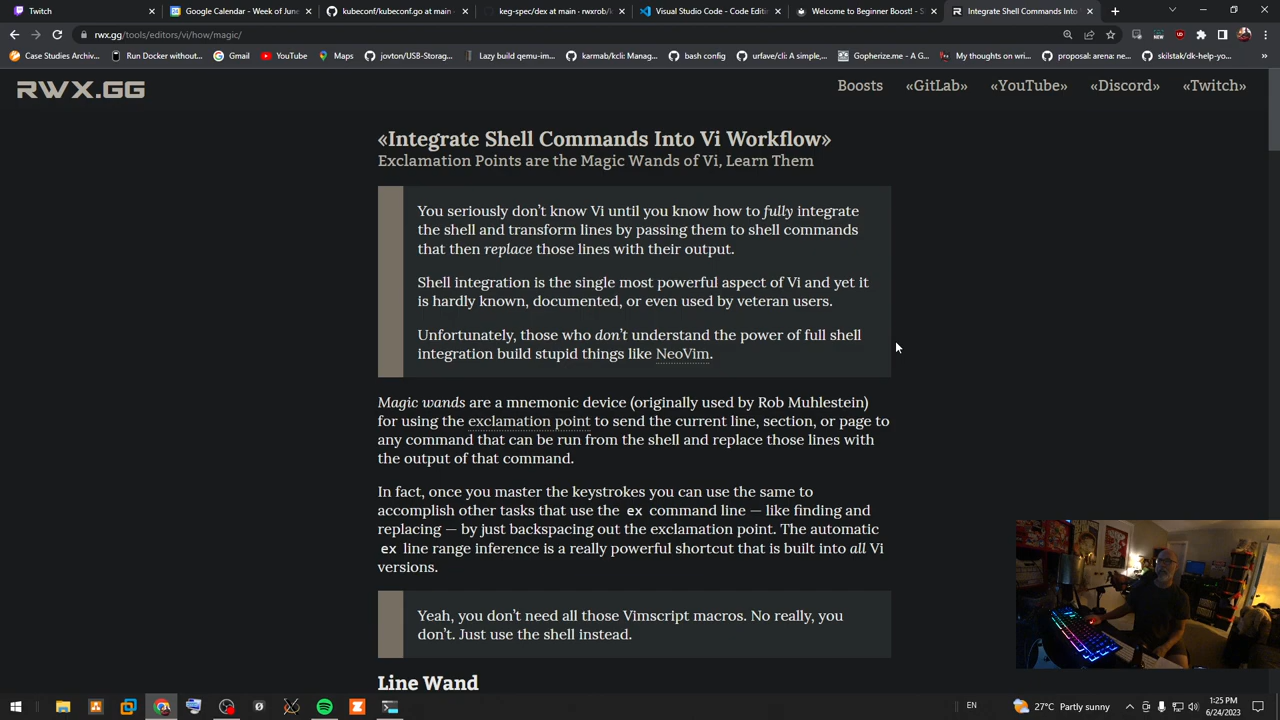 Twitch
Google Calendar - Week of June
kubeconf/kubeconf.go at main
keg-spec/dex at main · rwxrob/k
Visual Studio Code - Code Editing
Welcome to Beginner Boost! - S
Integrate Shell Commands Into
rwx.gg/tools/editors/vi/how/magic/
Case Studies Archiv...
Run Docker without...
Gmail
YouTube
Maps
jovton/USB-Storag...
Lazy build qemu-im...
karmab/kcli: Manag...
bash config
urfave/cli: A simple,...
Gopherize.me - A G...
My thoughts on wri...
proposal: arena: ne...
skilstak/dk-help-yo...
RWX.GG
Boosts «GitLab» «YouTube» «Discord» «Twitch»
«Integrate Shell Commands Into Vi Workflow»
Exclamation Points are the Magic Wands of Vi, Learn Them
You seriously don't know Vi until you know how to fully integrate
the shell and transform lines by passing them to shell commands
that then replace those lines with their output.
Shell integration is the single most powerful aspect of Vi and yet it
is hardly known, documented, or even used by veteran users.
Unfortunately, those who don't understand the power of full shell
integration build stupid things like NeoVim.
Magic wands are a mnemonic device (originally used by Rob Muhlestein)
for using the exclamation point to send the current line, section, or page to
any command that can be run from the shell and replace those lines with
the output of that command.
In fact, once you master the keystrokes you can use the same to
accomplish other tasks that use the ex command line — like finding and
replacing — by just backspacing out the exclamation point. The automatic
ex line range inference is a really powerful shortcut that is built into all Vi
versions.
Yeah, you don't need all those Vimscript macros. No really, you
don't. Just use the shell instead.
Line Wand
EN
27°C Partly sunny
1:25 PM
6/24/2023